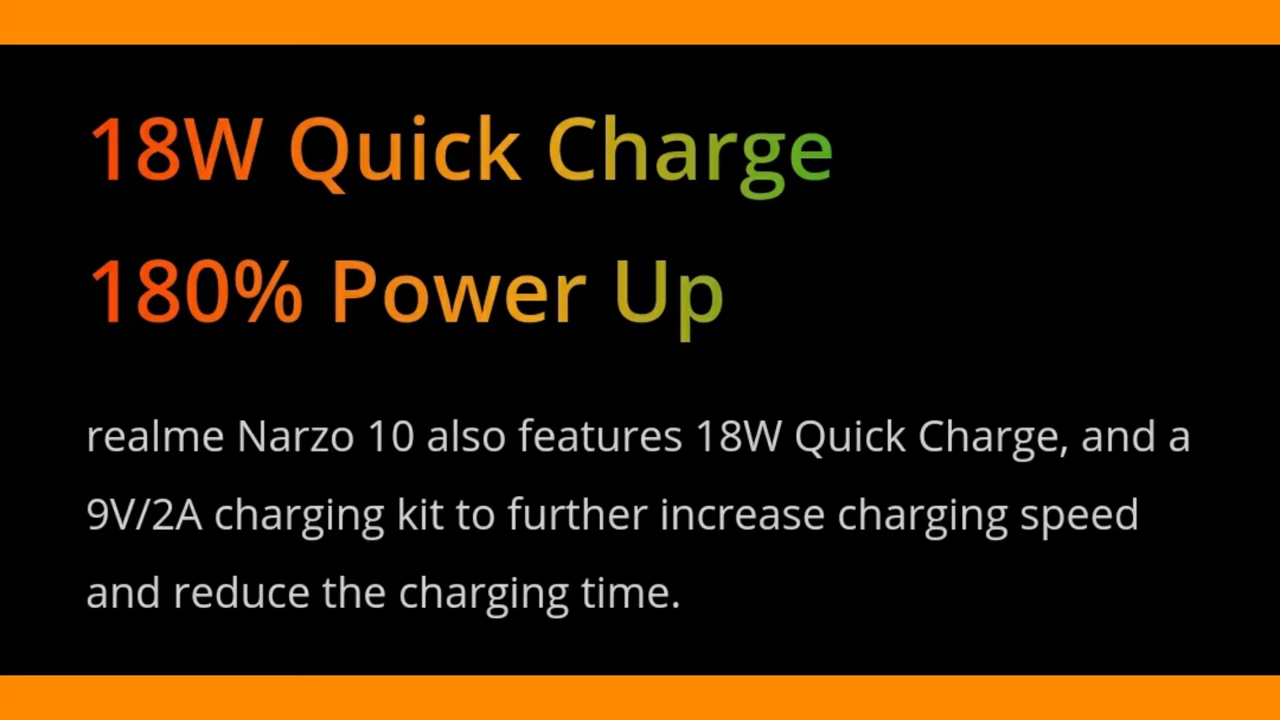 18W Quick Charge
180% Power Up
realme Narzo 10 also features 18W Quick Charge, and a
9V/2A charging kit to further increase charging speed
and reduce the charging time.